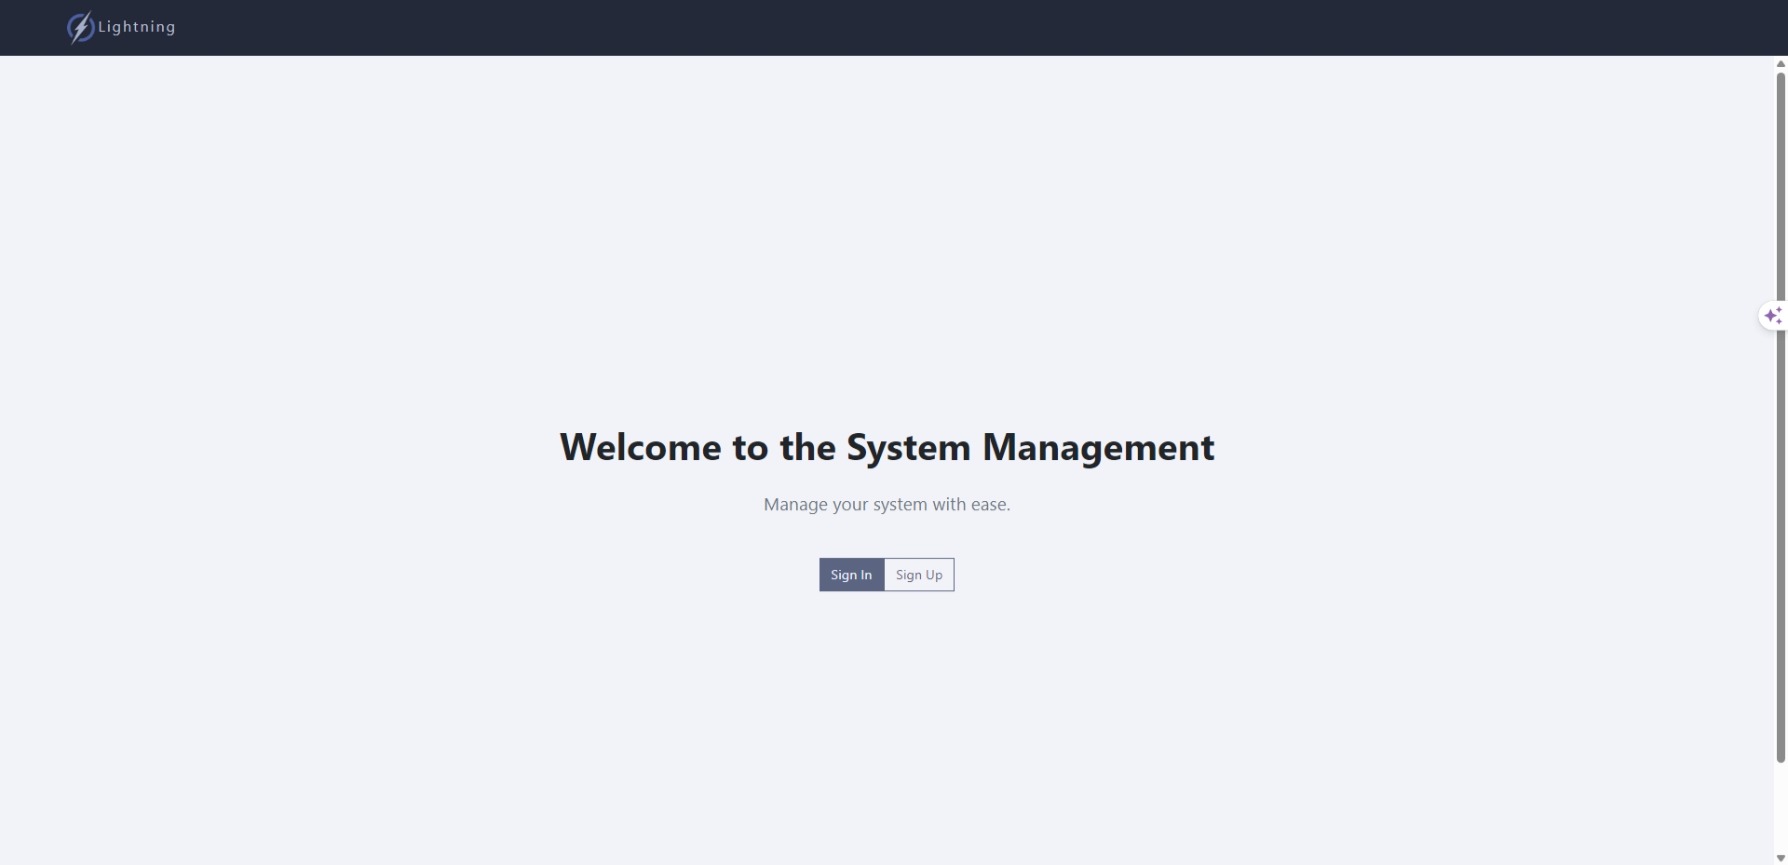 Lightning
Welcome to the System Management
Manage your system with ease.
Sign In
Sign Up